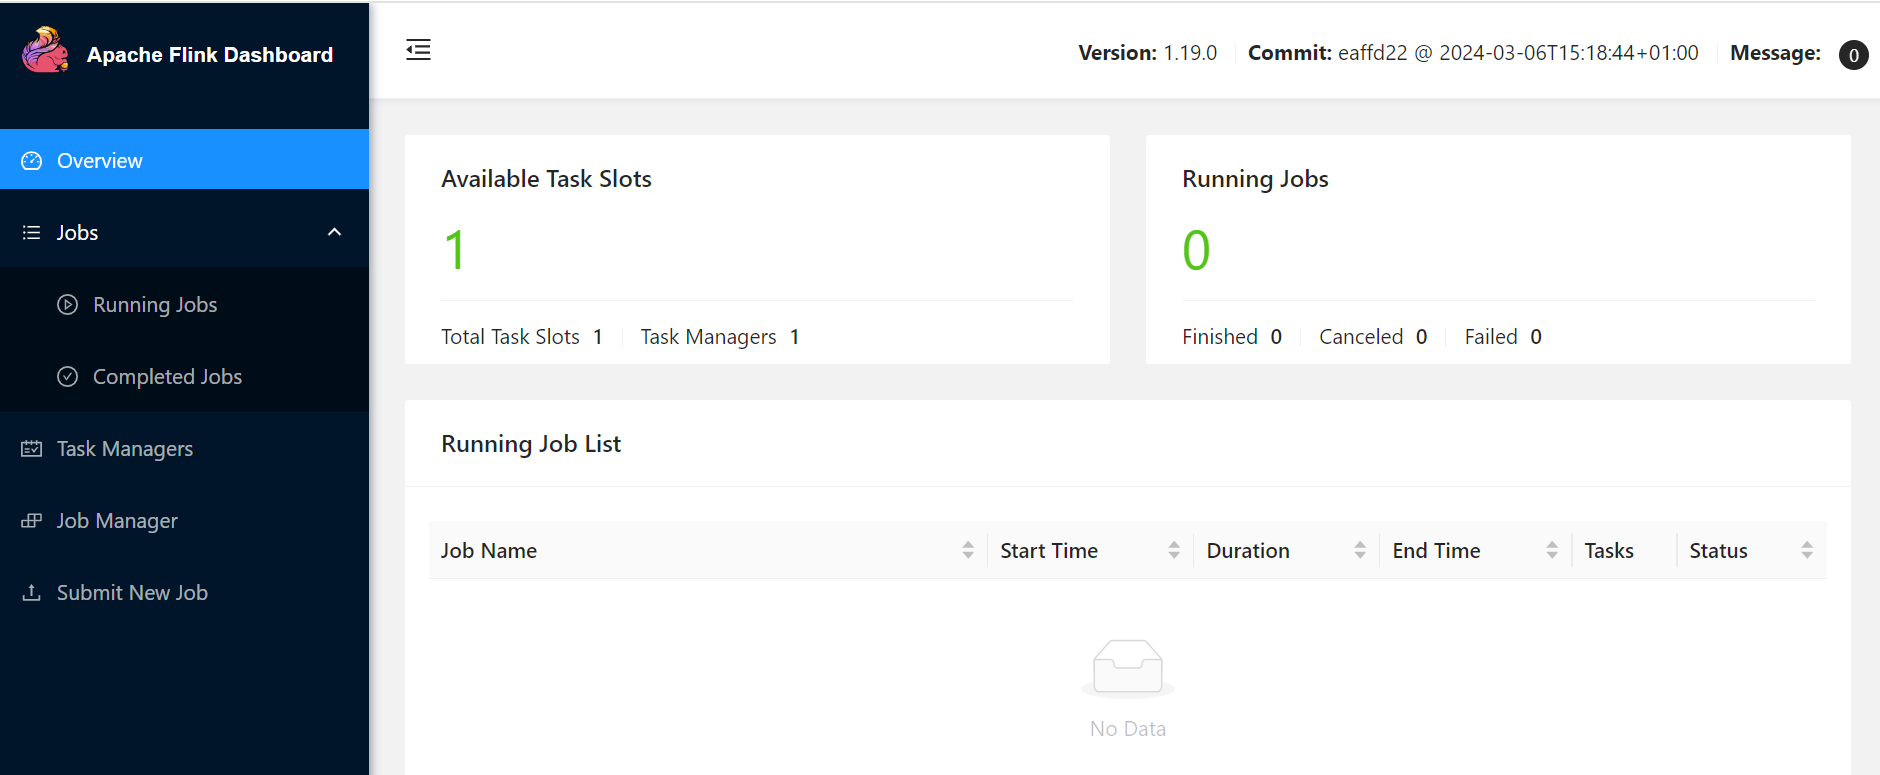 Apache Flink Dashboard
Version: 1.19.0 Commit: eaffd22 @ 2024-03-06T15:18:44+01:00 Message: 0
Overview
Jobs
Running Jobs
Completed Jobs
Task Managers
Job Manager
Submit New Job
Available Task Slots
1
Total Task Slots 1 Task Managers 1
Running Jobs
0
Finished 0 Canceled 0 Failed 0
Running Job List
Job Name Start Time Duration End Time Tasks Status
No Data